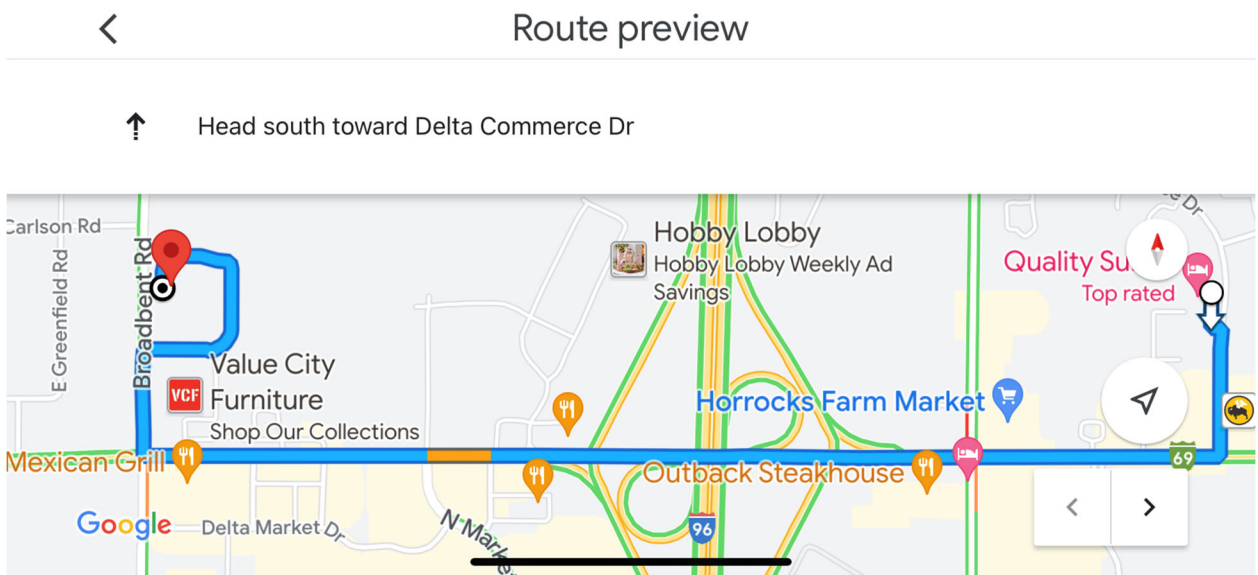 Route preview
Head south toward Delta Commerce Dr
Carlson Rd
E Greenfield Rd
Broadbent Rd
Hobby Lobby
Hobby Lobby Weekly Ad
Savings
Quality Su...
Top rated
Dr
Value City
Furniture
Shop Our Collections
VCF
Horrocks Farm Market
Mexican Grill
Outback Steakhouse
69
96
Google
Delta Market Dr
N Marke